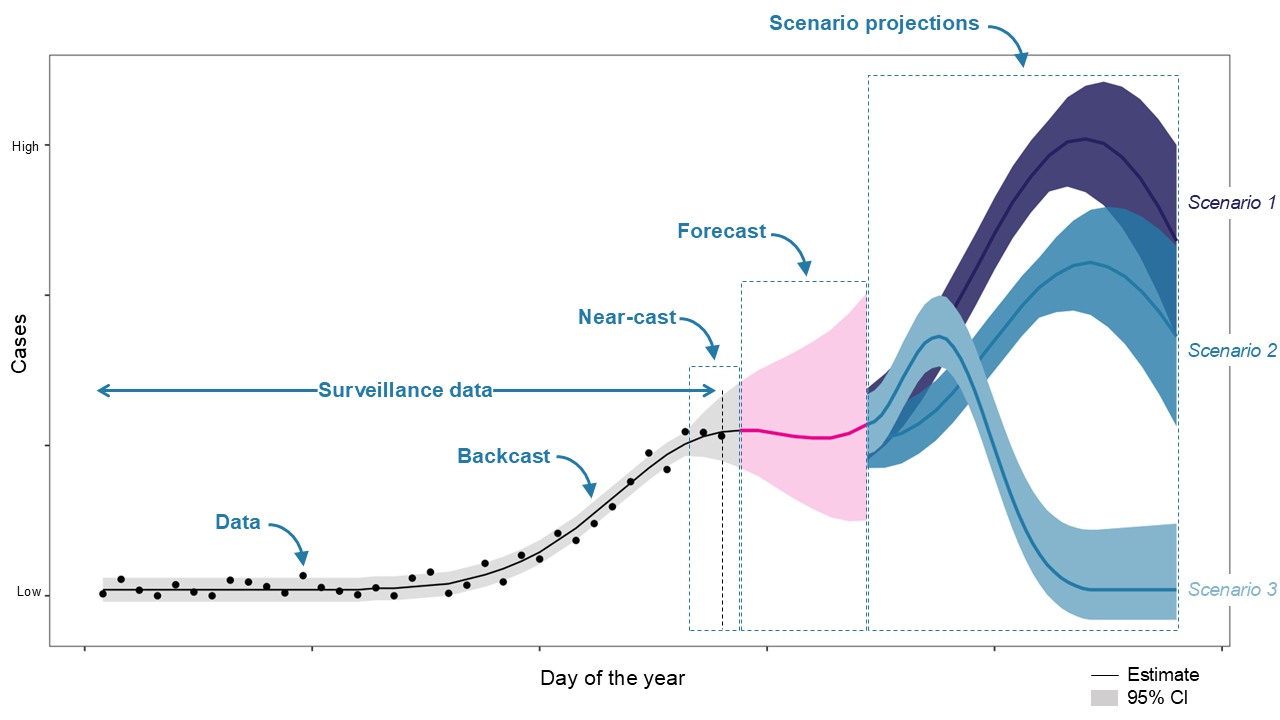 Scenario projections
High
Scenario 1
Forecast
Near-cast
Scenario 2
Cases
Surveillance data
Backcast
Data
Low
Scenario 3
Day of the year
Estimate
95% CI